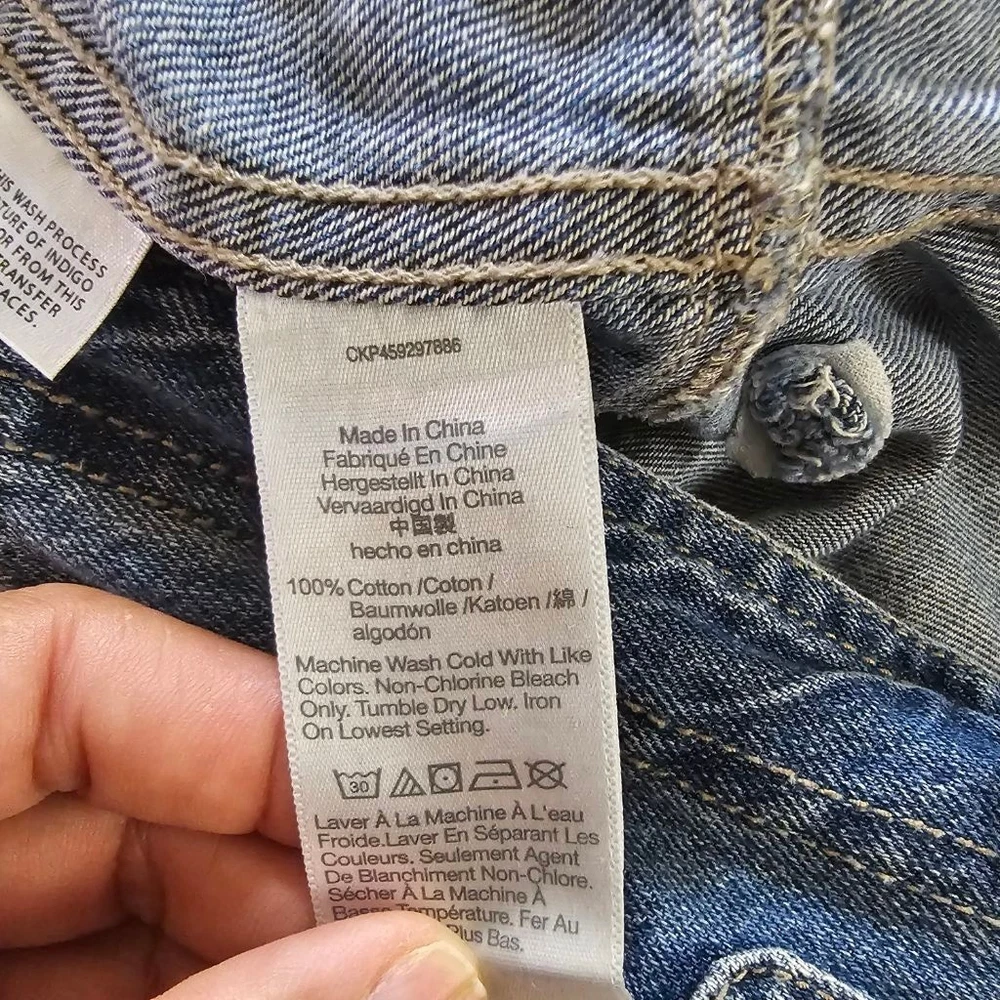 HIS WASH PROCESS
TURE OF INDIGO
OR FROM THIS
TRANSFER
ACES.
CKP459297886
Made In China
Fabriqué En Chine
Hergestellt In China
Vervaardigd In China
中国製
hecho en china
100% Cotton /Coton /
Baumwolle /Katoen /綿 /
algodón
Machine Wash Cold With Like
Colors. Non-Chlorine Bleach
Only. Tumble Dry Low. Iron
On Lowest Setting.
30
Laver À La Machine À L'eau
Froide.Laver En Séparant Les
Couleurs. Seulement Agent
De Blanchiment Non-Chlore.
Sécher À La Machine À
Basse Température. Fer Au
Plus Bas.